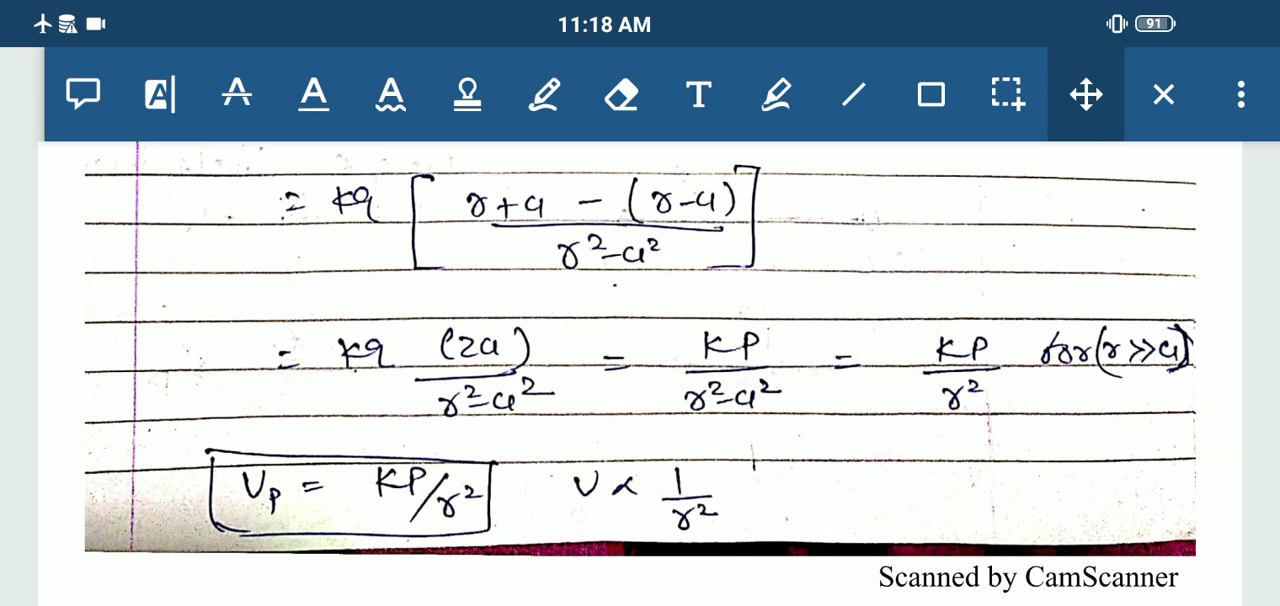 11:18 AM
91
A A A A T
= Kq [ r+a - (r-a) / r²-a² ]
= Kq (2a) / r²-a² = KP / r²-a² = KP / r² for (r >> a)
Vp = KP/r² V ∝ 1/r²
Scanned by CamScanner